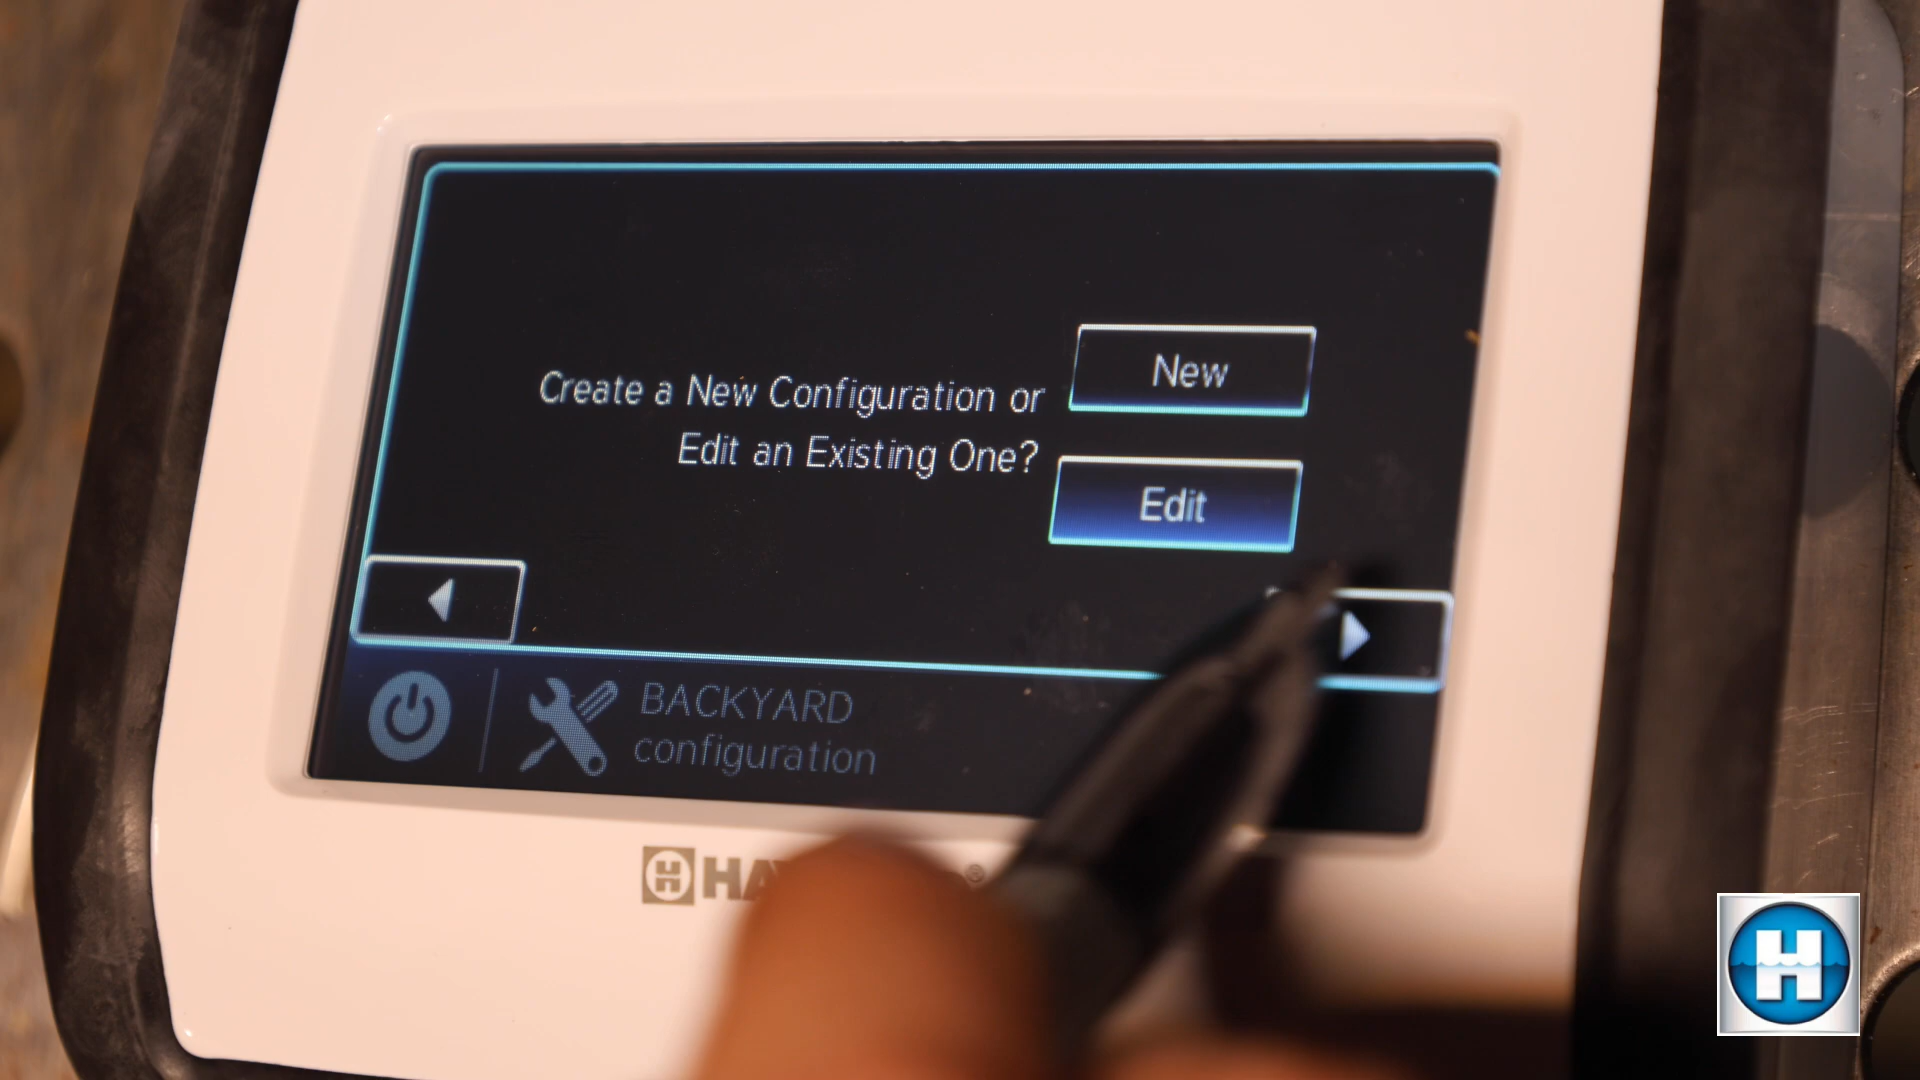 Create a New Configuration or
Edit an Existing One?
New
Edit
BACKYARD
configuration
H